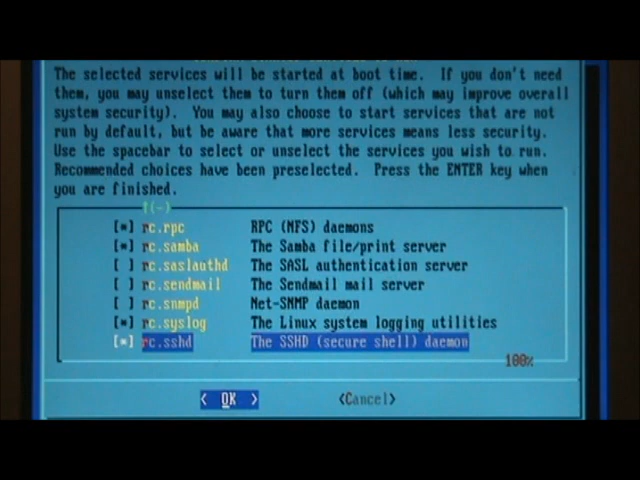 The selected services will be started at boot time.  If you don't need
them, you may unselect them to turn them off (which may improve overall
system security).  You may also choose to start services that are not
run by default, but be aware that more services means less security.
Use the spacebar to select or unselect the services you wish to run.
Recommended choices have been preselected.  Press the ENTER key when
you are finished.
↑(-)
[*] rc.rpc RPC (NFS) daemons
[*] rc.samba The Samba file/print server
[ ] rc.saslauthd The SASL authentication server
[ ] rc.sendmail The Sendmail mail server
[ ] rc.snmpd Net-SNMP daemon
[*] rc.syslog The Linux system logging utilities
[*] rc.sshd The SSHD (secure shell) daemon
100%
< OK > <Cancel>